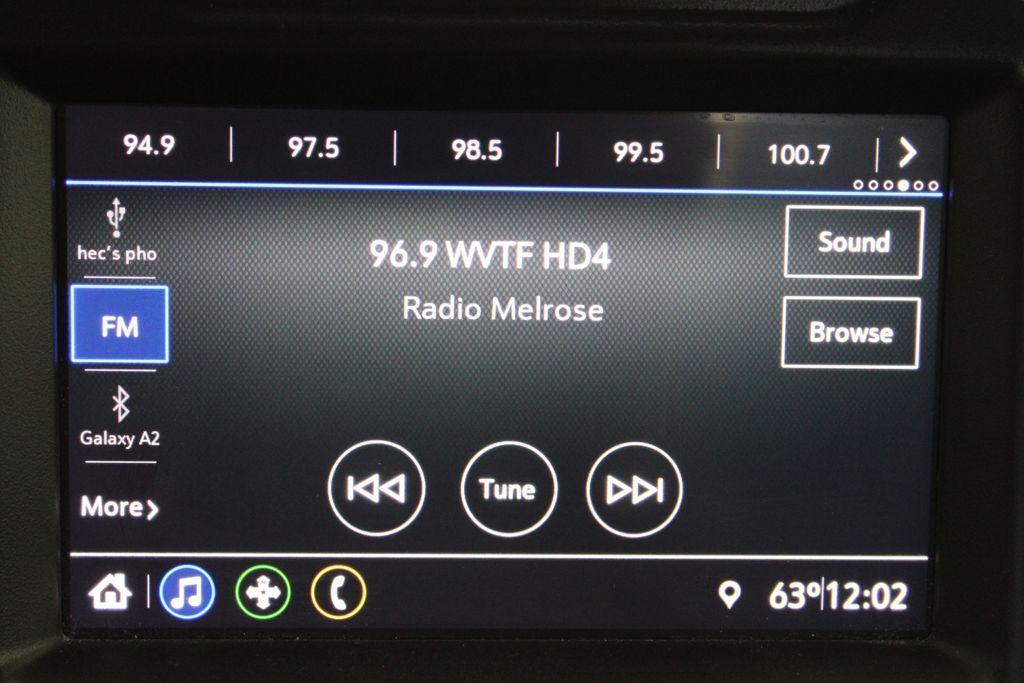 94.9 97.5 98.5 99.5 100.7
hec's pho
96.9 WVTF HD4
Sound
Radio Melrose
FM
Browse
Galaxy A2
Tune
More
63° 12:02